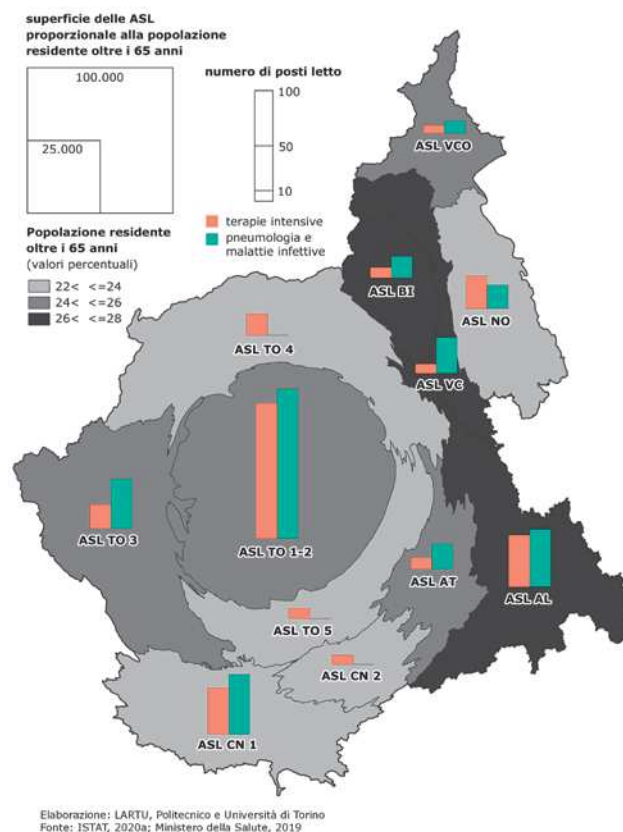 superficie delle ASL
proporzionale alla popolazione
residente oltre i 65 anni
100.000
25.000
numero di posti letto
100
50
10
terapie intensive
pneumologia e
malattie infettive
Popolazione residente
oltre i 65 anni
(valori percentuali)
22< <=24
24< <=26
26< <=28
ASL VCO
ASL BI
ASL NO
ASL TO 4
ASL VC
ASL TO 3
ASL TO 1-2
ASL AT
ASL AL
ASL TO 5
ASL CN 2
ASL CN 1
Elaborazione: LARTU, Politecnico e Università di Torino
Fonte: ISTAT, 2020a; Ministero della Salute, 2019